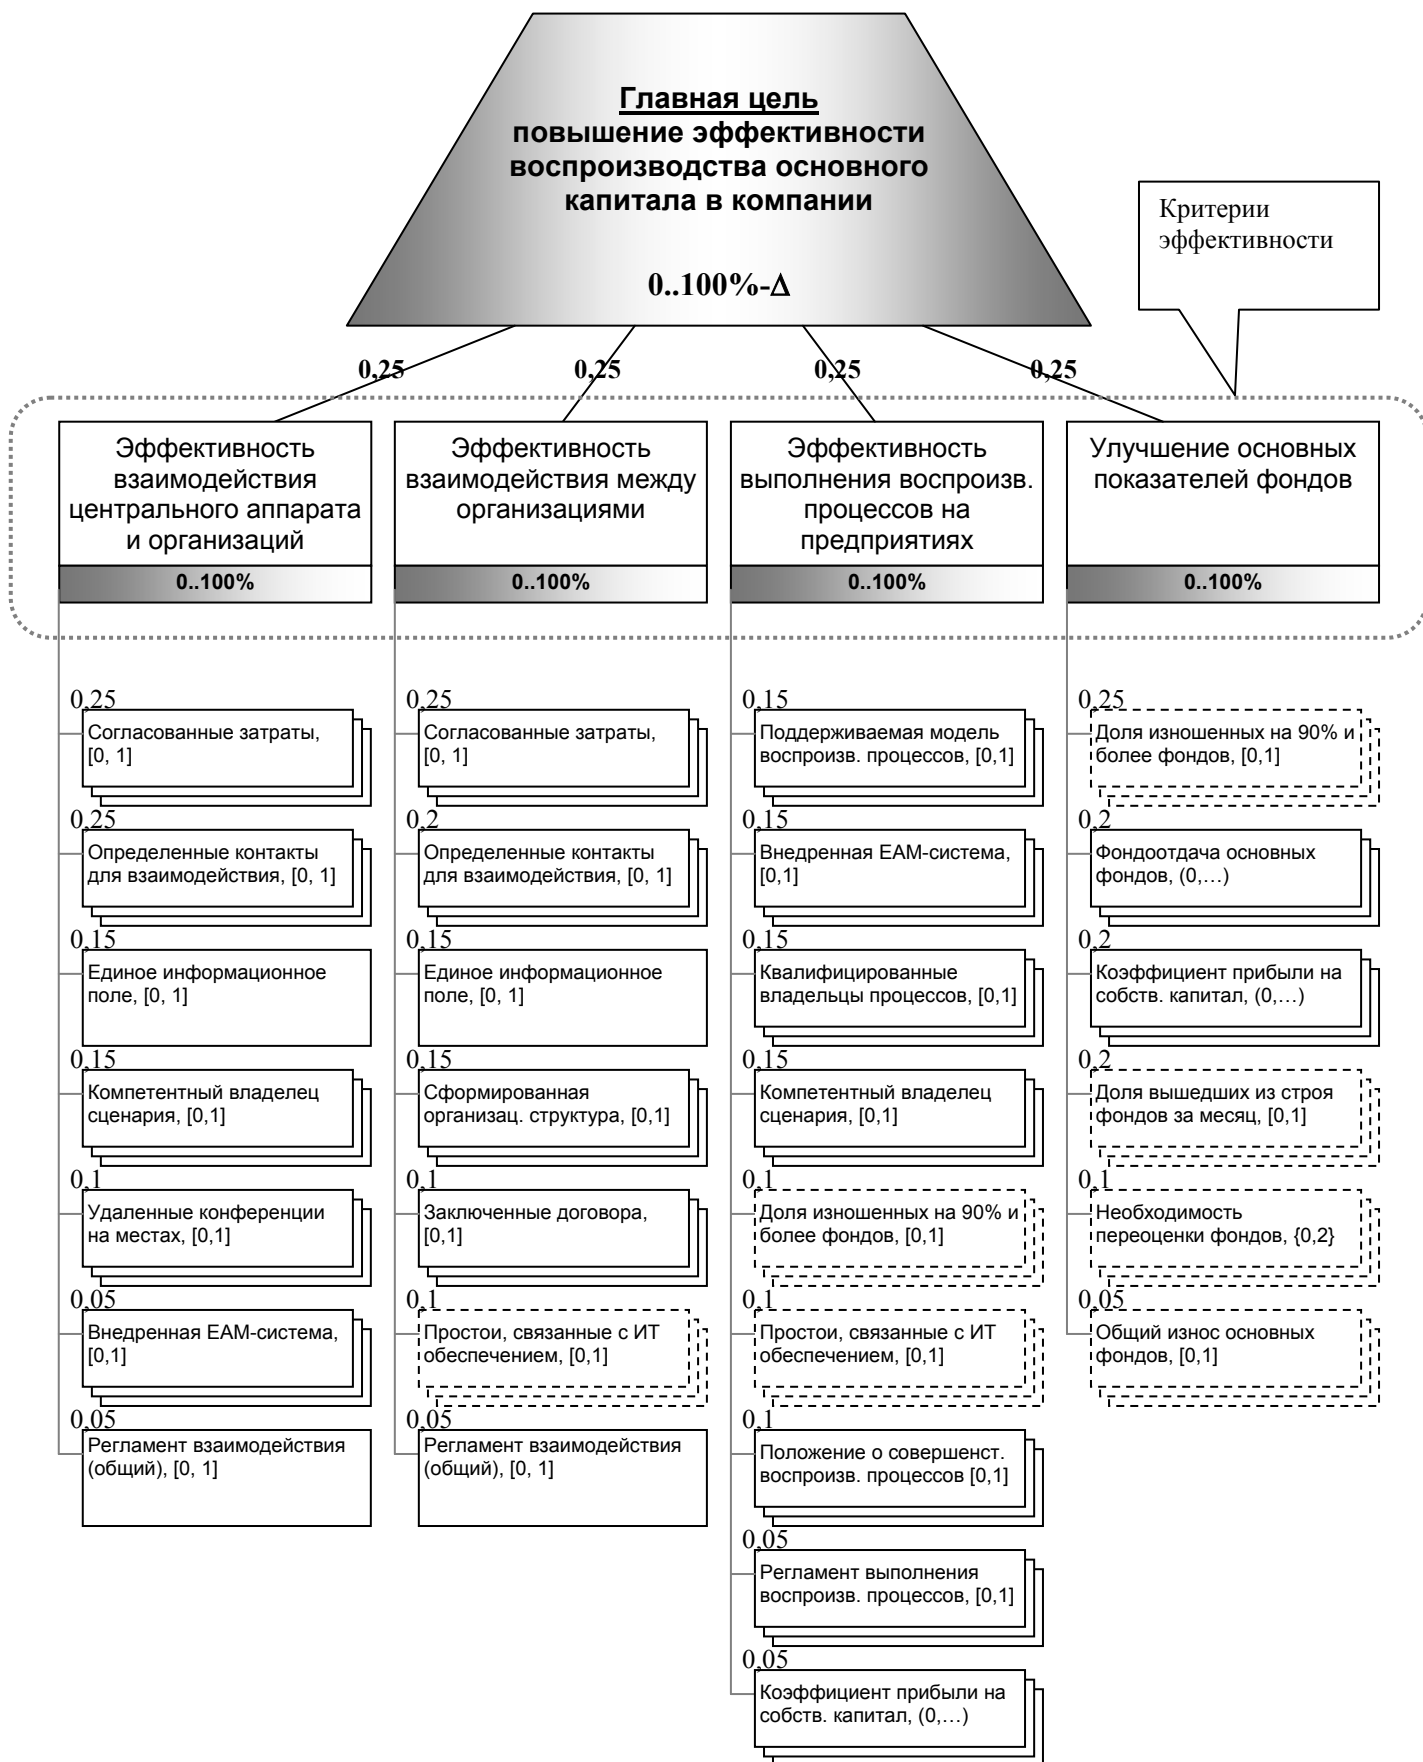 Главная цель
повышение эффективности
воспроизводства основного
капитала в компании
0..100%-Δ
Критерии
эффективности
0,25
0,25
0,25
0,25
Эффективность
взаимодействия
центрального аппарата
и организаций
0..100%
Эффективность
взаимодействия между
организациями
0..100%
Эффективность
выполнения воспроизв.
процессов на
предприятиях
0..100%
Улучшение основных
показателей фондов
0..100%
0,25
Согласованные затраты,
[0, 1]
0,25
Определенные контакты
для взаимодействия, [0, 1]
0,15
Единое информационное
поле, [0, 1]
0,15
Компетентный владелец
сценария, [0,1]
0,1
Удаленные конференции
на местах, [0,1]
0,05
Внедренная EAM-система,
[0,1]
0,05
Регламент взаимодействия
(общий), [0, 1]
0,25
Согласованные затраты,
[0, 1]
0,2
Определенные контакты
для взаимодействия, [0, 1]
0,15
Единое информационное
поле, [0, 1]
0,15
Сформированная
организац. структура, [0,1]
0,1
Заключенные договора,
[0,1]
0,1
Простои, связанные с ИТ
обеспечением, [0,1]
0,05
Регламент взаимодействия
(общий), [0, 1]
0,15
Поддерживаемая модель
воспроизв. процессов, [0,1]
0,15
Внедренная EAM-система,
[0,1]
0,15
Квалифицированные
владельцы процессов, [0,1]
0,15
Компетентный владелец
сценария, [0,1]
0,1
Доля изношенных на 90% и
более фондов, [0,1]
0,1
Простои, связанные с ИТ
обеспечением, [0,1]
0,1
Положение о совершенст.
воспроизв. процессов [0,1]
0,05
Регламент выполнения
воспроизв. процессов, [0,1]
0,05
Коэффициент прибыли на
собств. капитал, (0,…)
0,25
Доля изношенных на 90% и
более фондов, [0,1]
0,2
Фондоотдача основных
фондов, (0,…)
0,2
Коэффициент прибыли на
собств. капитал, (0,…)
0,2
Доля вышедших из строя
фондов за месяц, [0,1]
0,1
Необходимость
переоценки фондов, {0,2}
0,05
Общий износ основных
фондов, [0,1]